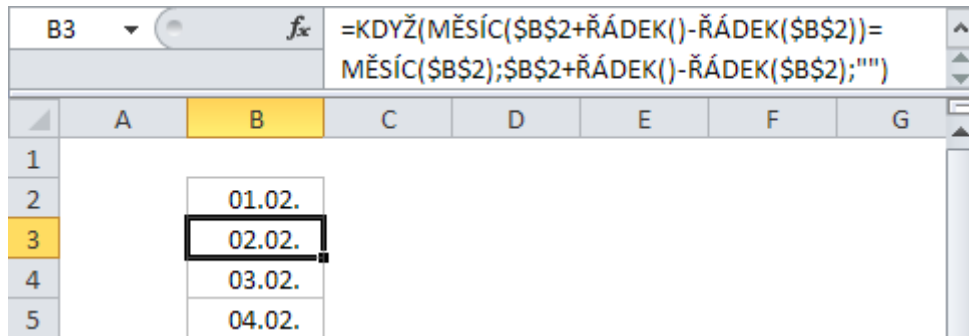 B3 fx =KDYŽ(MĚSÍC($B$2+ŘÁDEK()-ŘÁDEK($B$2))=
MĚSÍC($B$2);$B$2+ŘÁDEK()-ŘÁDEK($B$2);"")
A B C D E F G
1
2 01.02.
3 02.02.
4 03.02.
5 04.02.